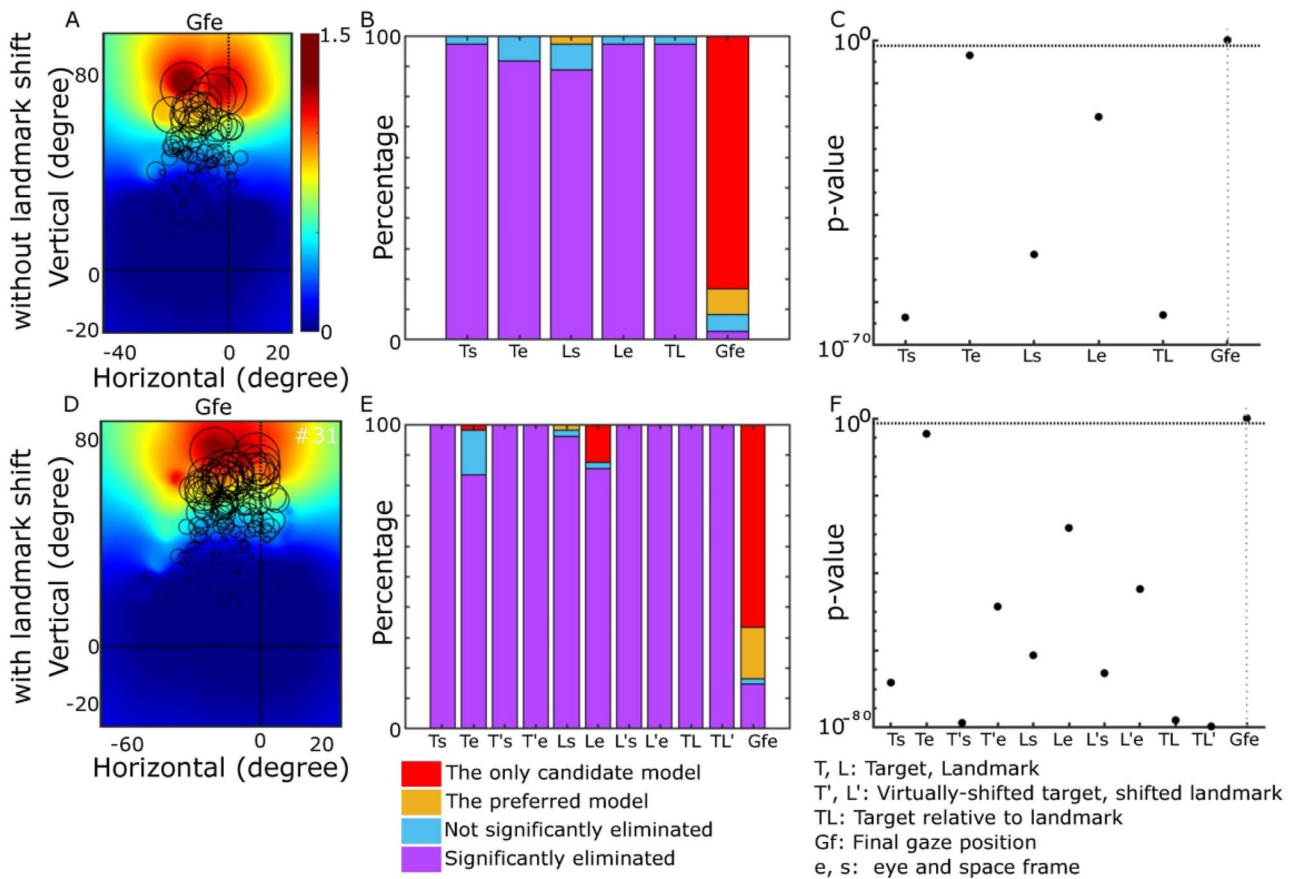 A
Gfe
without landmark shift
Vertical (degree)
80
0
-20
-40
0
20
Horizontal (degree)
1.5
0
B
Percentage
100
0
Ts Te Ls Le TL Gfe
C
p-value
10^0
10^-70
Ts Te Ls Le TL Gfe
D
Gfe
#31
with landmark shift
Vertical (degree)
80
0
-20
-60
0
20
Horizontal (degree)
E
Percentage
100
0
Ts Te T's T'e Ls Le L's L'e TL TL' Gfe
F
p-value
10^0
10^-80
Ts Te T's T'e Ls Le L's L'e TL TL' Gfe
The only candidate model
The preferred model
Not significantly eliminated
Significantly eliminated
T, L: Target, Landmark
T', L': Virtually-shifted target, shifted landmark
TL: Target relative to landmark
Gf: Final gaze position
e, s: eye and space frame